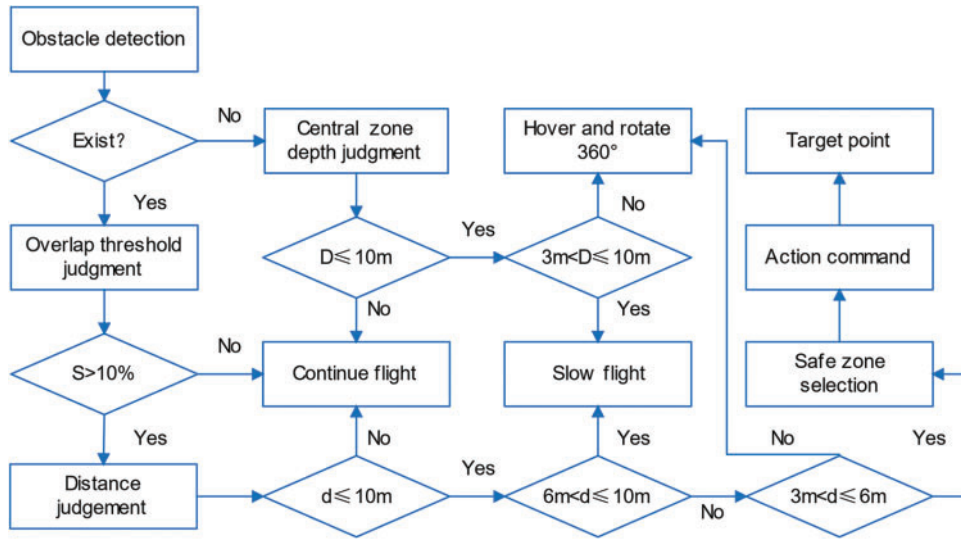 Obstacle detection
No
Exist?
Central zone
depth judgment
Hover and rotate
360°
Target point
Yes
No
Overlap threshold
judgment
D⩽10m
Yes
3m<D⩽10m
Action command
No
Yes
S>10%
No
Continue flight
Slow flight
Safe zone
selection
Yes
No
Yes
No
Yes
Distance
judgement
d⩽10m
Yes
6m<d⩽10m
No
3m<d⩽6m